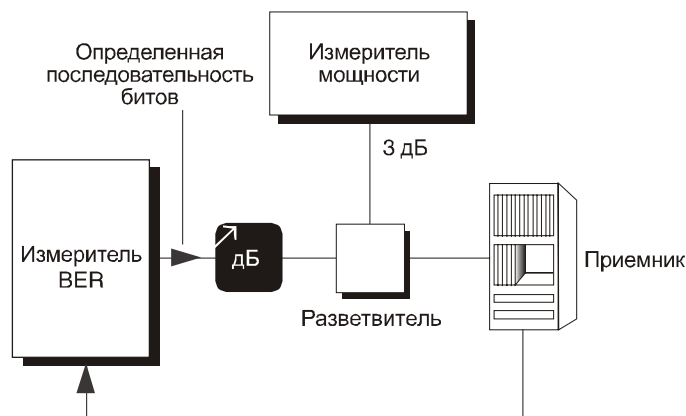 Определенная
последовательность
битов
Измеритель
мощности
3 дБ
Измеритель
BER
дБ
Разветвитель
Приемник